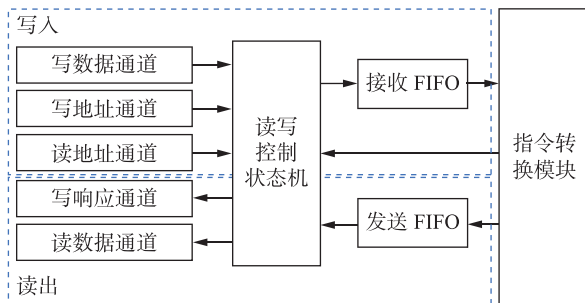 写入
写数据通道
写地址通道
读地址通道
写响应通道
读数据通道
读出
读写
控制
状态机
接收 FIFO
发送 FIFO
指令转
换模块